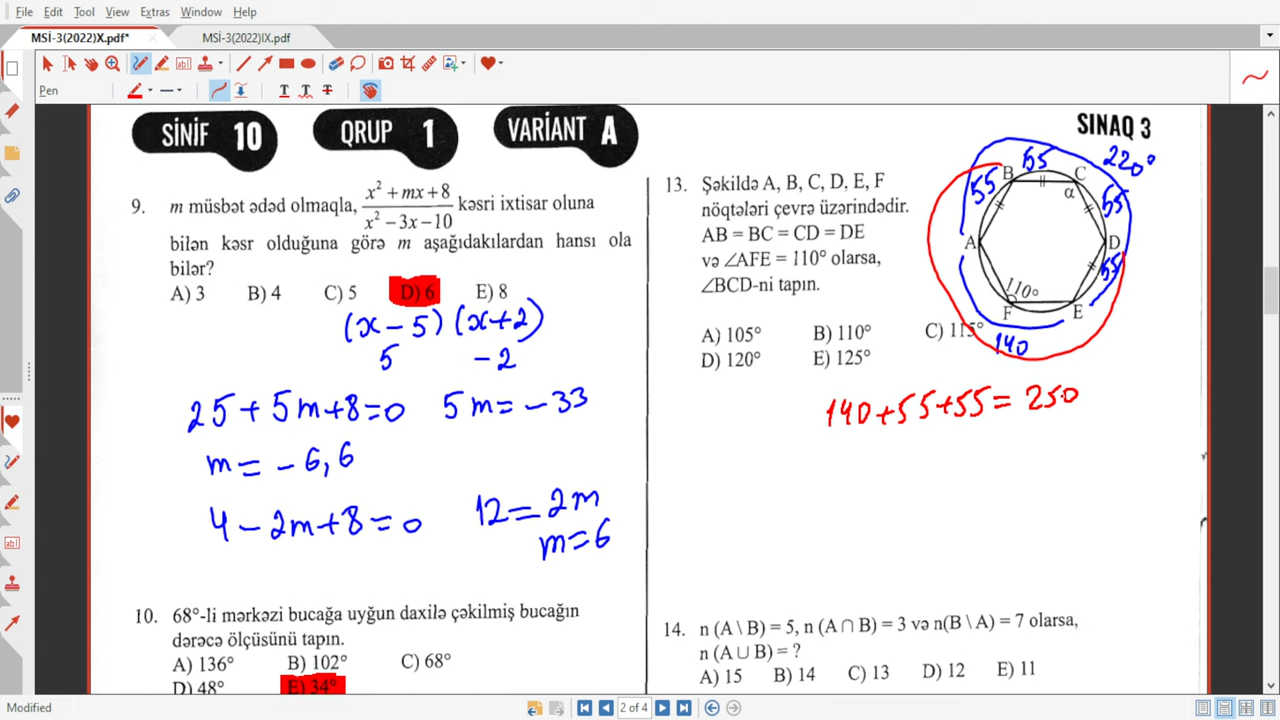 File Edit Tool View Extras Window Help
MSİ-3(2022)X.pdf* MSİ-3(2022)IX.pdf
Pen
SİNİF 10 QRUP 1 VARİANT A SINAQ 3
9. m müsbət ədəd olmaqla, (x² + mx + 8)/(x² – 3x – 10) kəsri ixtisar oluna
bilən kəsr olduğuna görə m aşağıdakılardan hansı ola
bilər?
A) 3 B) 4 C) 5 D) 6 E) 8
(x – 5) (x + 2)
5 – 2
25 + 5m + 8 = 0 5m = – 33
m = – 6,6
4 – 2m + 8 = 0 12 = 2m
m = 6
10. 68°-li mərkəzi bucağa uyğun daxilə çəkilmiş bucağın
dərəcə ölçüsünü tapın.
A) 136° B) 102° C) 68°
D) 48° E) 34°
13. Şəkildə A, B, C, D, E, F
nöqtələri çevrə üzərindədir.
AB = BC = CD = DE
və ∠AFE = 110° olarsa,
∠BCD-ni tapın.
A) 105° B) 110° C) 115°
D) 120° E) 125°
55 220°
B C
55 α 55
A D
55
110°
F E
140
140 + 55 + 55 = 250
14. n (A \ B) = 5, n (A ∩ B) = 3 və n(B \ A) = 7 olarsa,
n (A ∪ B) = ?
A) 15 B) 14 C) 13 D) 12 E) 11
Modified 2 of 4